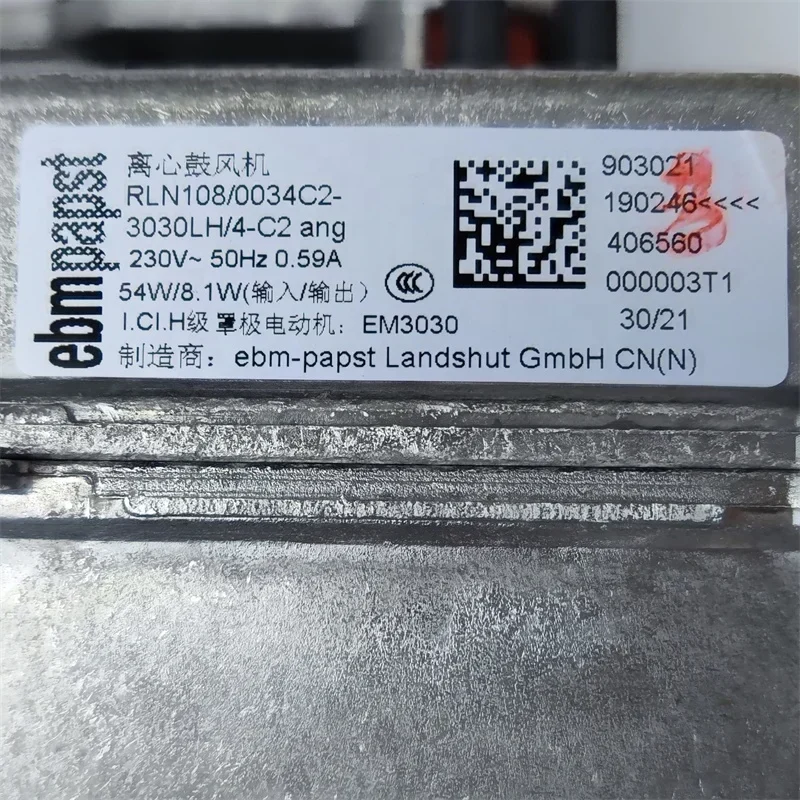 ebmpapst
离心鼓风机
RLN108/0034C2-
3030LH/4-C2 ang
230V~ 50Hz 0.59A
54W/8.1W(输入/输出)
CCC
I.Cl.H级 罩极电动机: EM3030
制造商: ebm-papst Landshut GmbH CN(N)
903021
190246<<<<
406560
000003T1
30/21